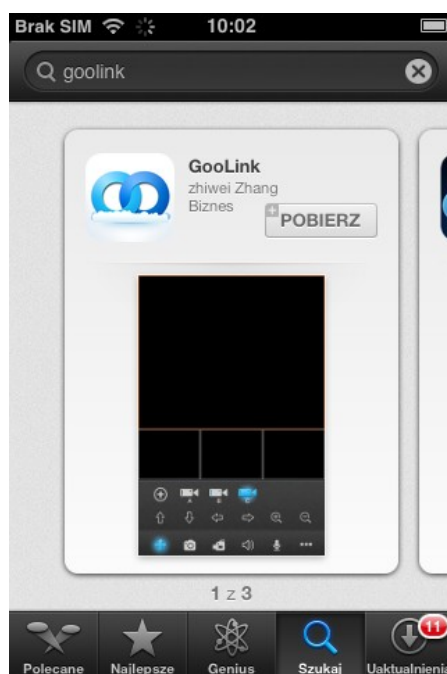 Brak SIM 10:02
goolink
GooLink
zhiwei Zhang
Biznes
POBIERZ
1 z 3
11
Polecane Najlepsze Genius Szukaj Uaktualnienia